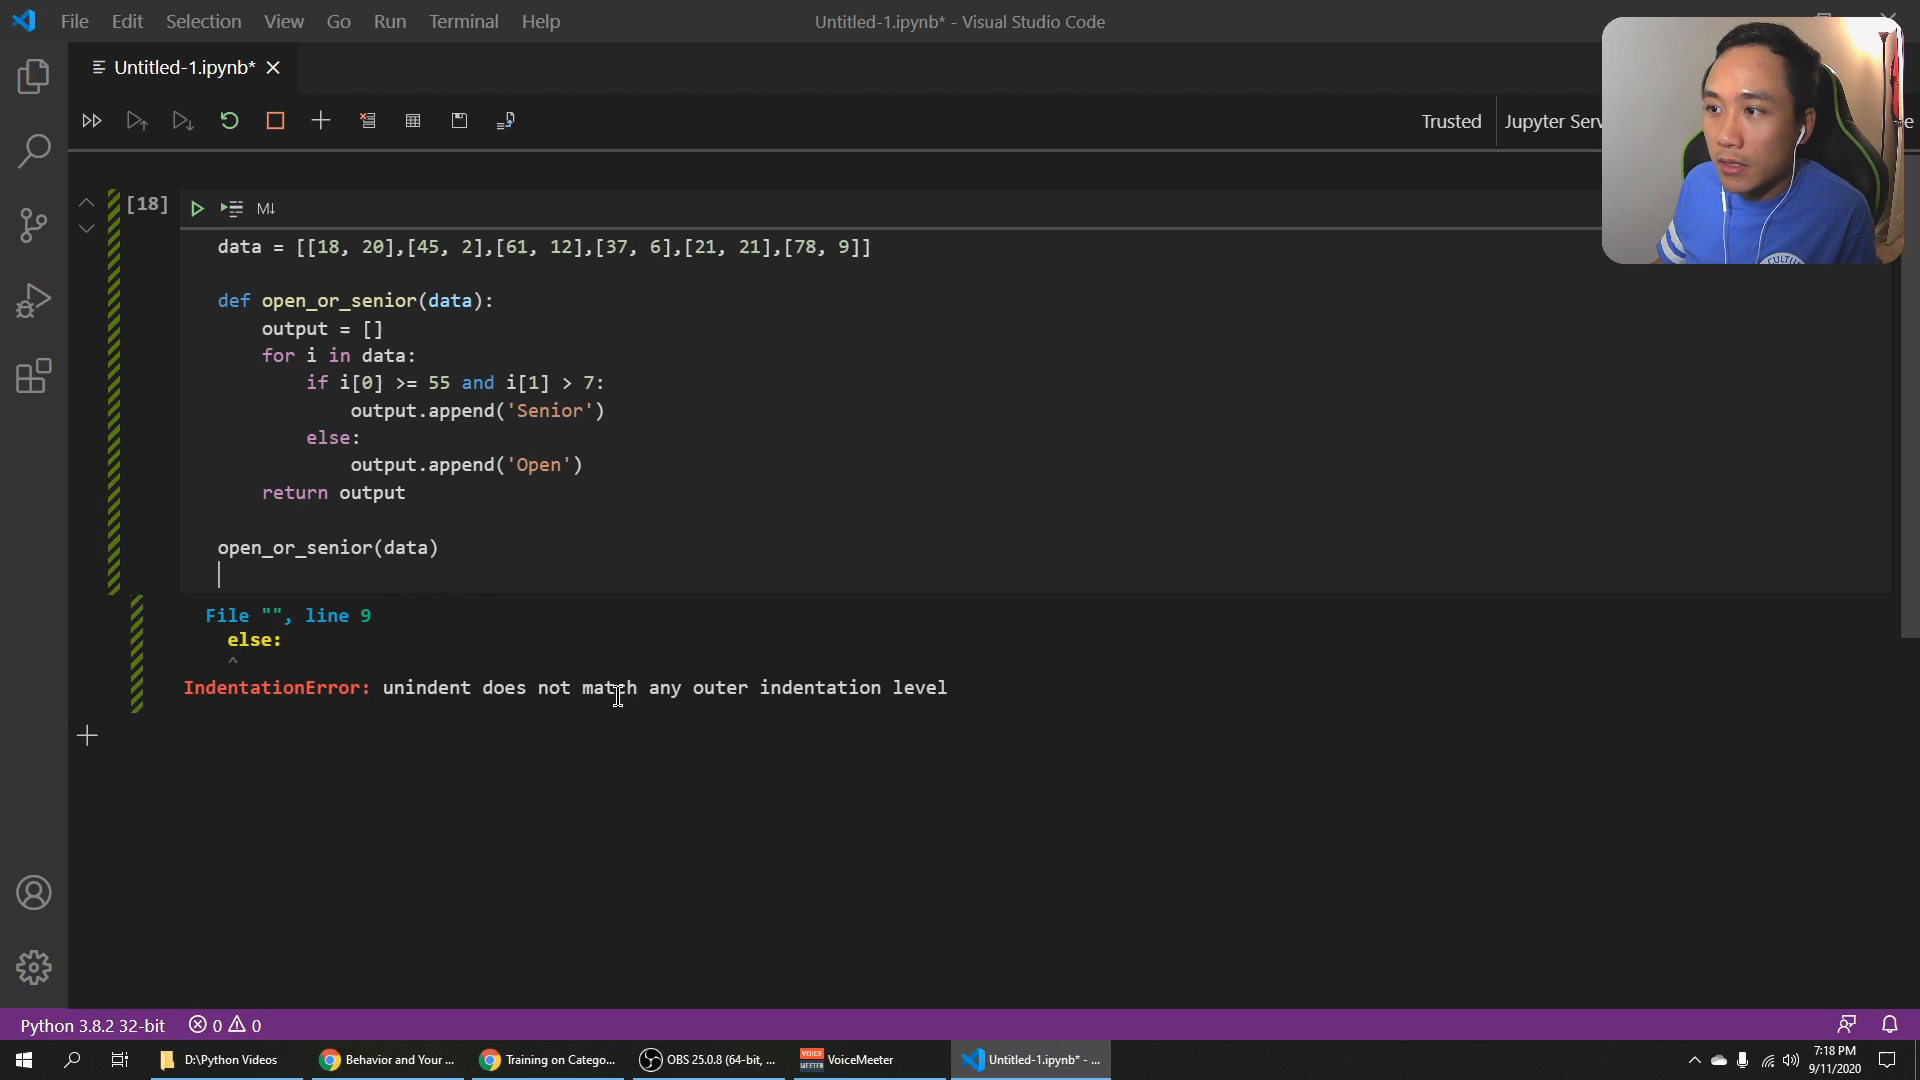 File Edit Selection View Go Run Terminal Help
Untitled-1.ipynb* - Visual Studio Code
Untitled-1.ipynb*
Trusted
Jupyter Serv
e
[18]
M↓
data = [[18, 20],[45, 2],[61, 12],[37, 6],[21, 21],[78, 9]]
def open_or_senior(data):
output = []
for i in data:
if i[0] >= 55 and i[1] > 7:
output.append('Senior')
else:
output.append('Open')
return output
open_or_senior(data)
File "", line 9
else:
^
IndentationError: unindent does not match any outer indentation level
Python 3.8.2 32-bit
0
0
D:\Python Videos
Behavior and Your ...
Training on Catego...
OBS 25.0.8 (64-bit, ...
VOICE
MEETER
VoiceMeeter
Untitled-1.ipynb* - ...
7:18 PM
9/11/2020